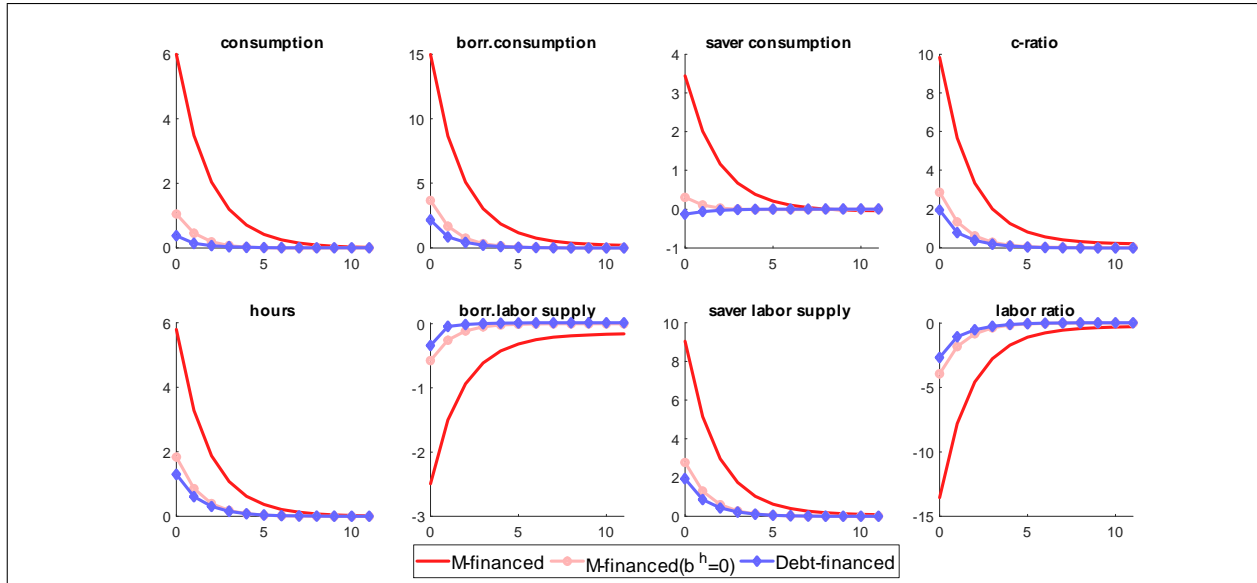 consumption
borr.consumption
saver consumption
c-ratio
6
4
2
0
0 5 10
15
10
5
0
0 5 10
4
3
2
1
0
-1
0 5 10
10
8
6
4
2
0
0 5 10
hours
borr.labor supply
saver labor supply
labor ratio
6
4
2
0
0 5 10
0
-1
-2
-3
0 5 10
10
8
6
4
2
0
0 5 10
0
-5
-10
-15
0 5 10
M-financed M-financed(b h=0) Debt-financed